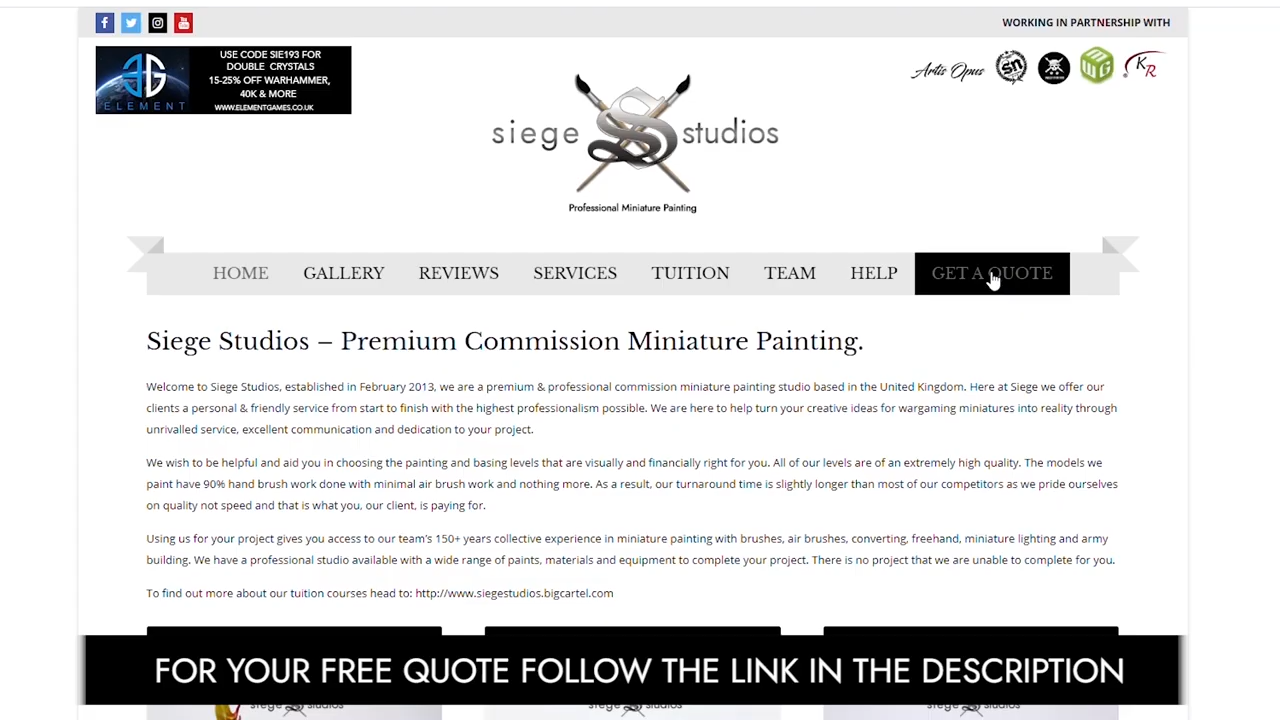 WORKING IN PARTNERSHIP WITH
USE CODE SIE193 FOR
DOUBLE CRYSTALS
15-25% OFF WARHAMMER,
40K & MORE
WWW.ELEMENTGAMES.CO.UK
ELEMENT
Artis Opus
sn
MWG
KR
siege S studios
Professional Miniature Painting
HOME GALLERY REVIEWS SERVICES TUITION TEAM HELP GET A QUOTE
Siege Studios – Premium Commission Miniature Painting.
Welcome to Siege Studios, established in February 2013, we are a premium & professional commission miniature painting studio based in the United Kingdom. Here at Siege we offer our
clients a personal & friendly service from start to finish with the highest professionalism possible. We are here to help turn your creative ideas for wargaming miniatures into reality through
unrivalled service, excellent communication and dedication to your project.
We wish to be helpful and aid you in choosing the painting and basing levels that are visually and financially right for you. All of our levels are of an extremely high quality. The models we
paint have 90% hand brush work done with minimal air brush work and nothing more. As a result, our turnaround time is slightly longer than most of our competitors as we pride ourselves
on quality not speed and that is what you, our client, is paying for.
Using us for your project gives you access to our team's 150+ years collective experience in miniature painting with brushes, air brushes, converting, freehand, miniature lighting and army
building. We have a professional studio available with a wide range of paints, materials and equipment to complete your project. There is no project that we are unable to complete for you.
To find out more about our tuition courses head to: http://www.siegestudios.bigcartel.com
FOR YOUR FREE QUOTE FOLLOW THE LINK IN THE DESCRIPTION